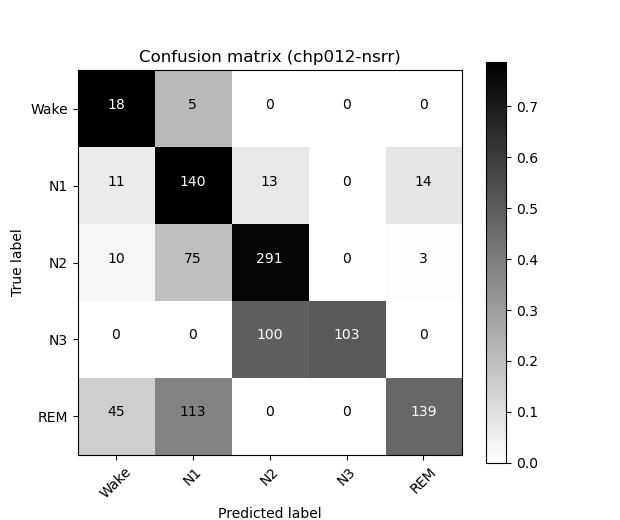 Confusion matrix (chp012-nsrr)
Wake 18 5 0 0 0
N1 11 140 13 0 14
N2 10 75 291 0 3
N3 0 0 100 103 0
REM 45 113 0 0 139
Wake N1 N2 N3 REM
Predicted label
True label
0.7
0.6
0.5
0.4
0.3
0.2
0.1
0.0